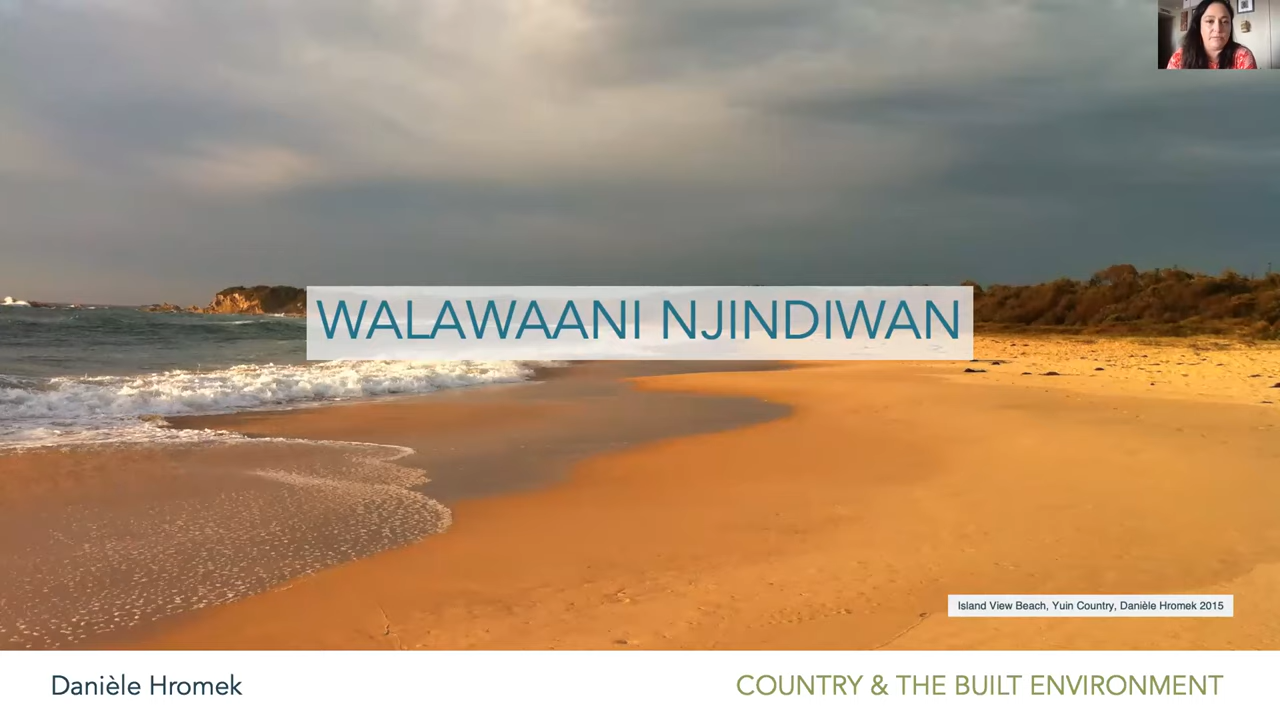 WALAWAANI NJINDIWAN
Island View Beach, Yuin Country, Danièle Hromek 2015
Danièle Hromek
COUNTRY & THE BUILT ENVIRONMENT